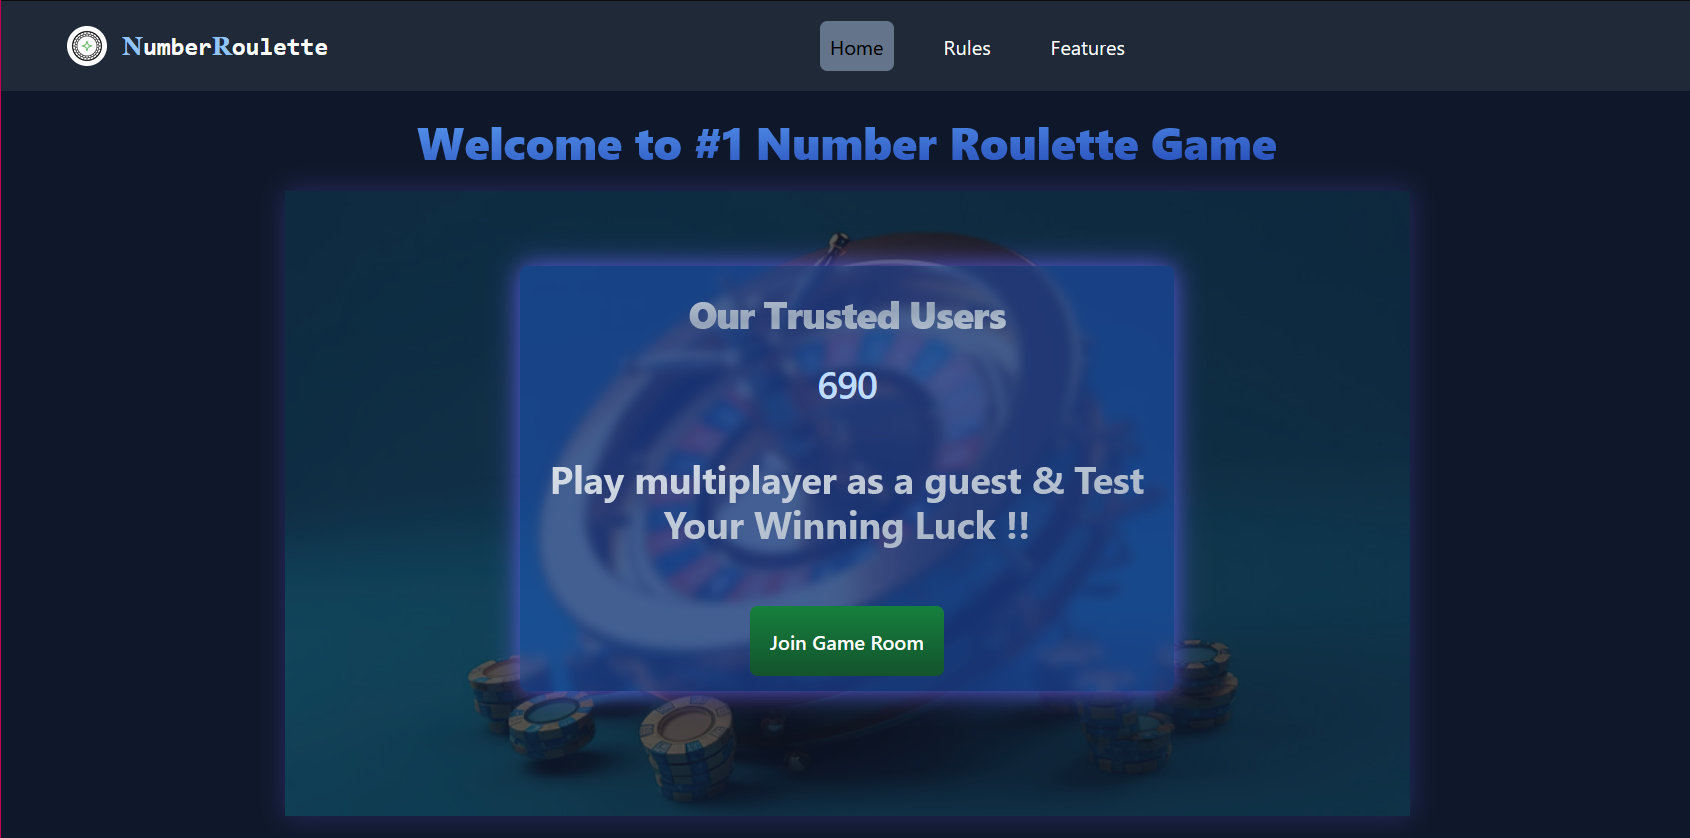 NumberRoulette
Home
Rules
Features
Welcome to #1 Number Roulette Game
Our Trusted Users
690
Play multiplayer as a guest & Test
Your Winning Luck !!
Join Game Room